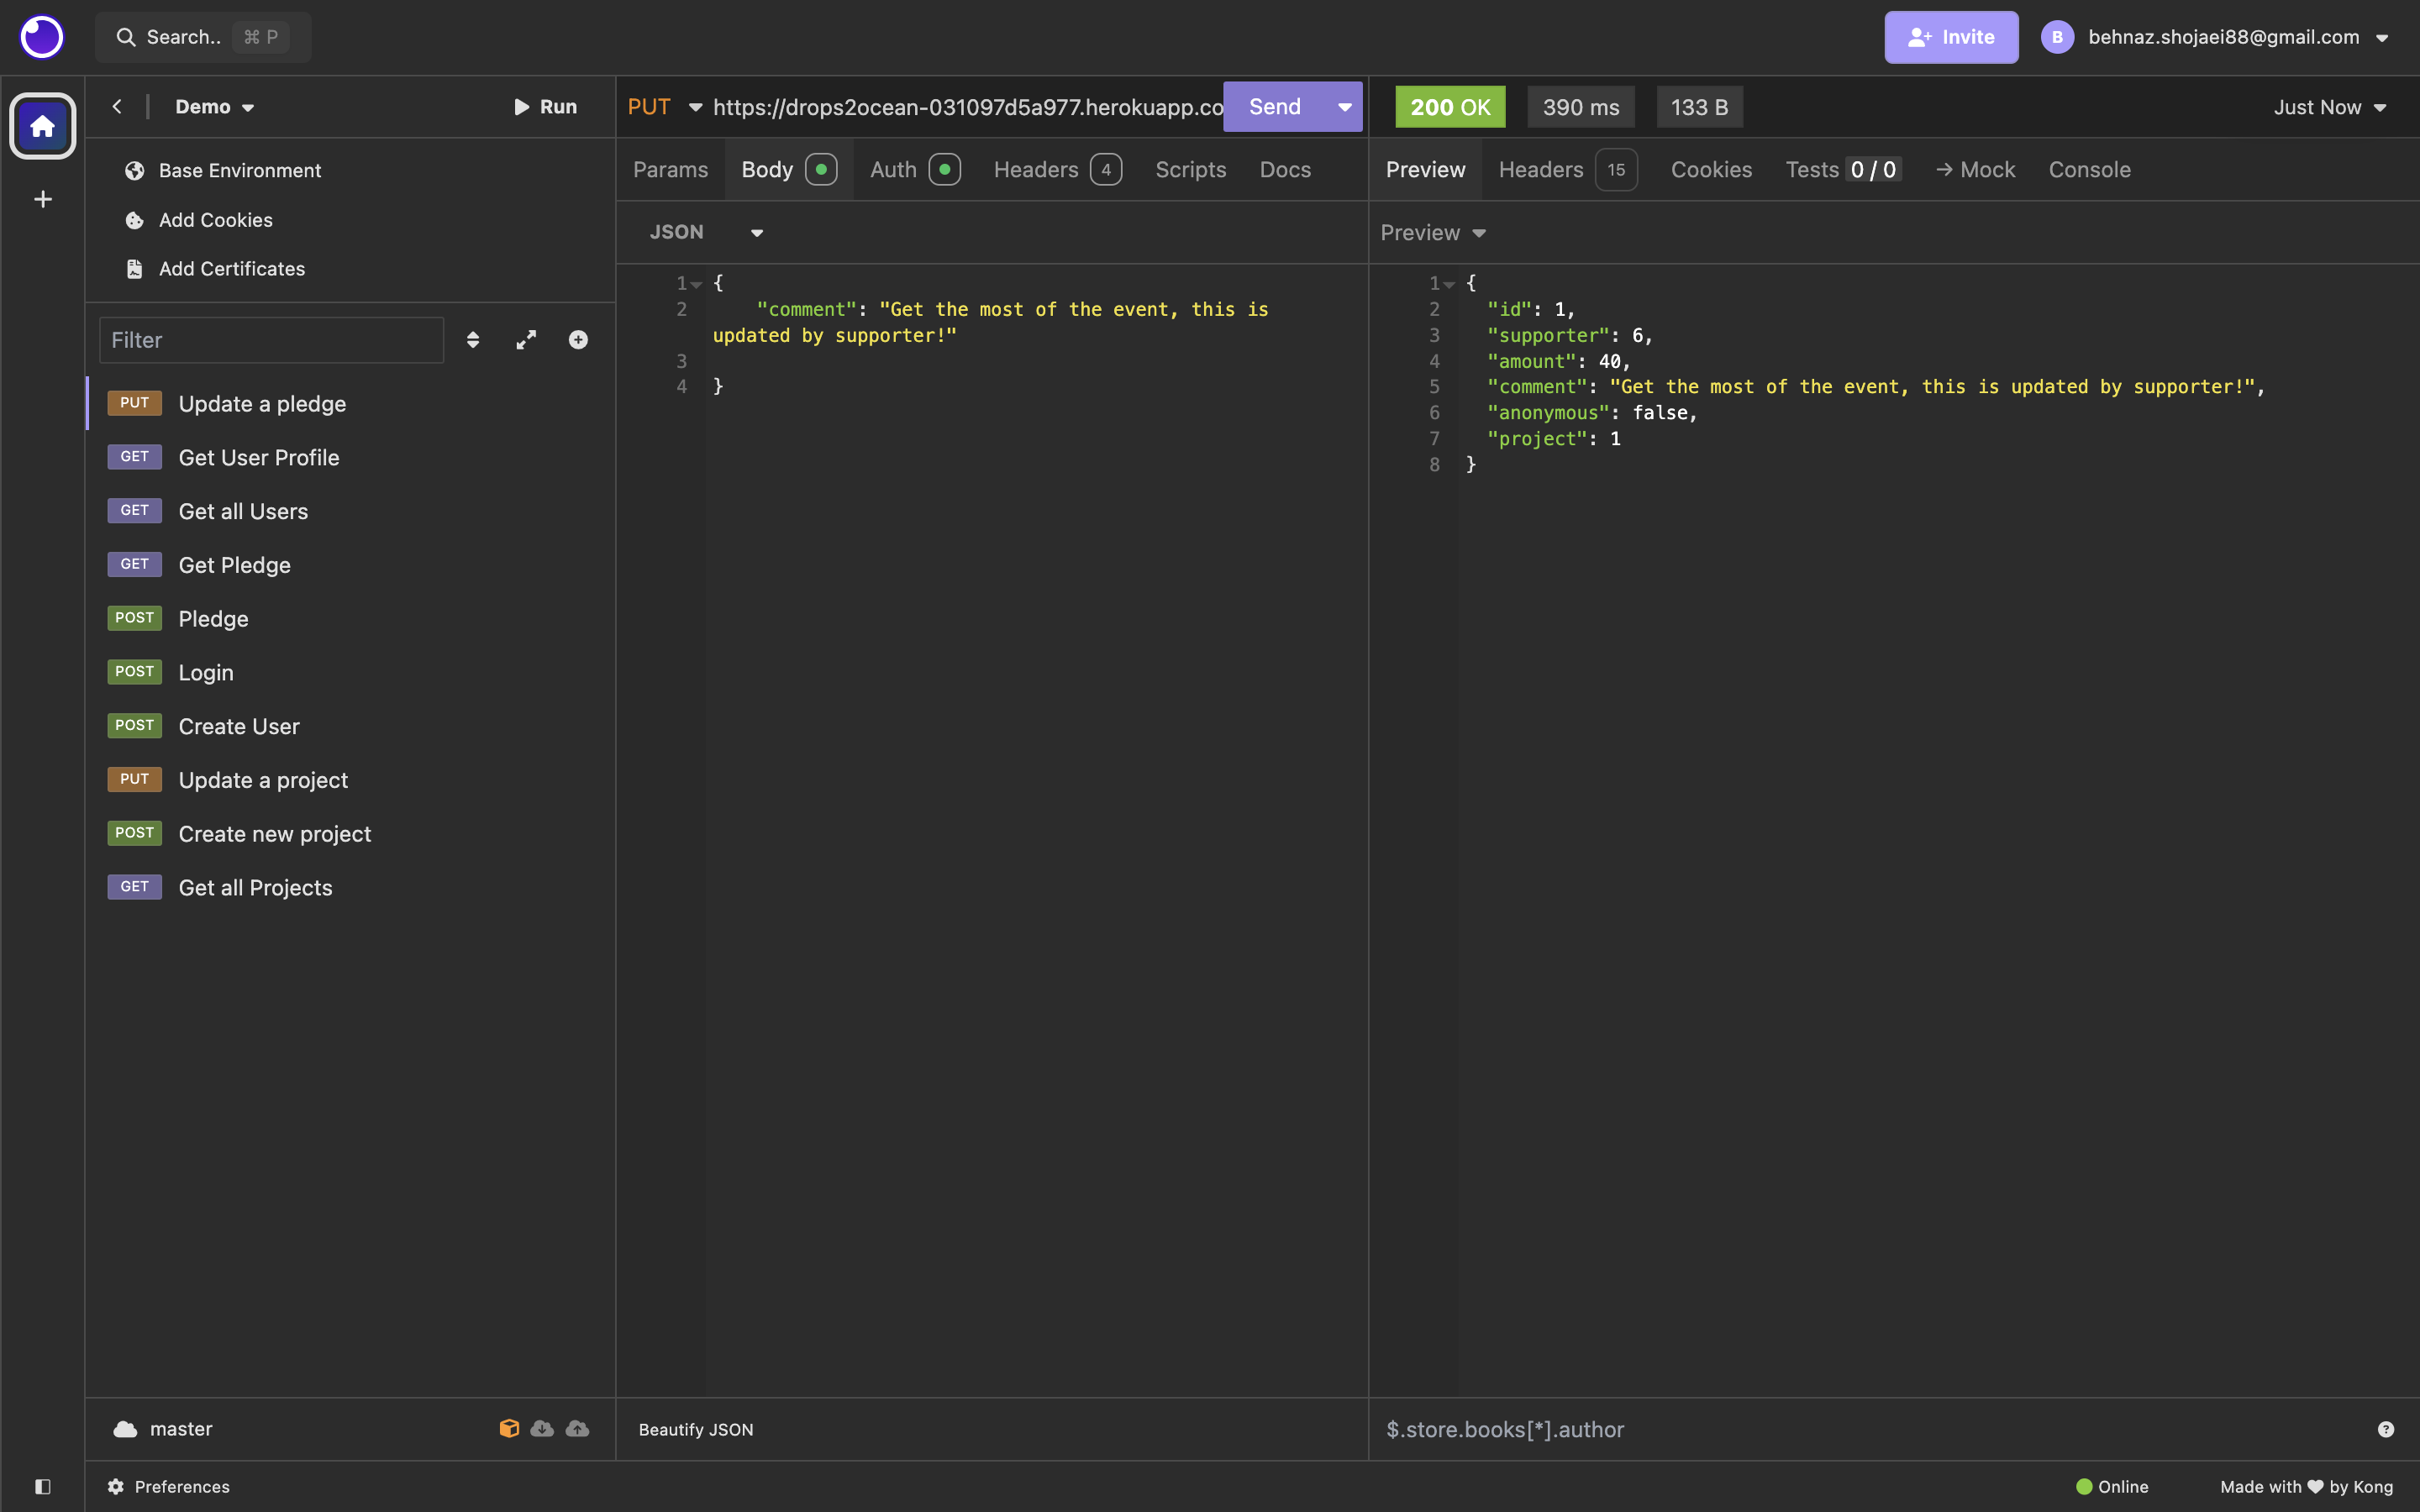 Search.. ⌘ P
Invite
B behnaz.shojaei88@gmail.com
Demo
Run
Base Environment
Add Cookies
Add Certificates
Filter
PUT Update a pledge
GET Get User Profile
GET Get all Users
GET Get Pledge
POST Pledge
POST Login
POST Create User
PUT Update a project
POST Create new project
GET Get all Projects
master
PUT https://drops2ocean-031097d5a977.herokuapp.co Send
Params Body Auth Headers 4 Scripts Docs
JSON
1 {
2 "comment": "Get the most of the event, this is
updated by supporter!"
3
4 }
Beautify JSON
200 OK 390 ms 133 B Just Now
Preview Headers 15 Cookies Tests 0 / 0 → Mock Console
Preview
1 {
2 "id": 1,
3 "supporter": 6,
4 "amount": 40,
5 "comment": "Get the most of the event, this is updated by supporter!",
6 "anonymous": false,
7 "project": 1
8 }
$.store.books[*].author
Preferences
Online
Made with ♥ by Kong